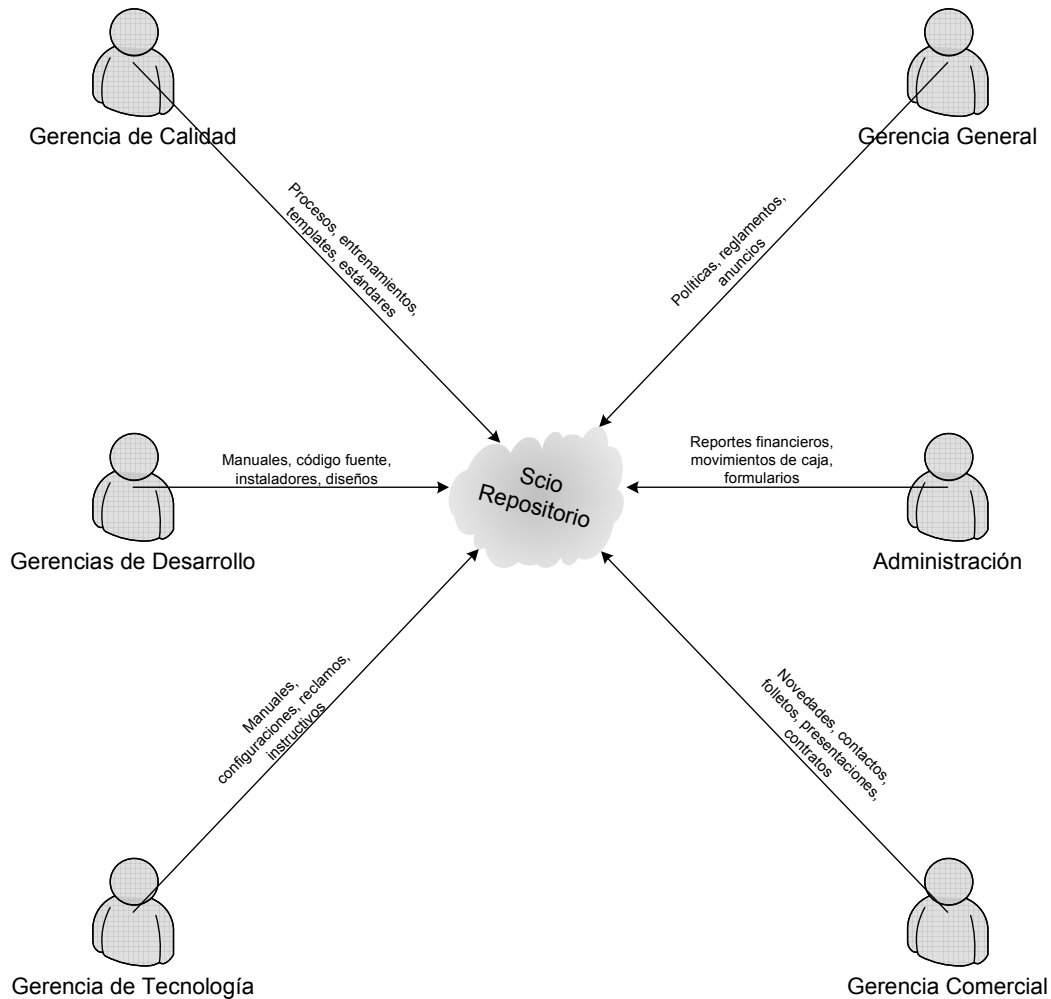 Gerencia de Calidad
Gerencia General
Procesos, entrenamientos,
templates, estándares
Políticas, reglamentos,
anuncios
Manuales, código fuente,
instaladores, diseños
Scio
Repositorio
Reportes financieros,
movimientos de caja,
formularios
Gerencias de Desarrollo
Administración
Manuales,
configuraciones, reclamos,
instructivos
Novedades, contactos,
folletos, presentaciones,
contratos
Gerencia de Tecnología
Gerencia Comercial